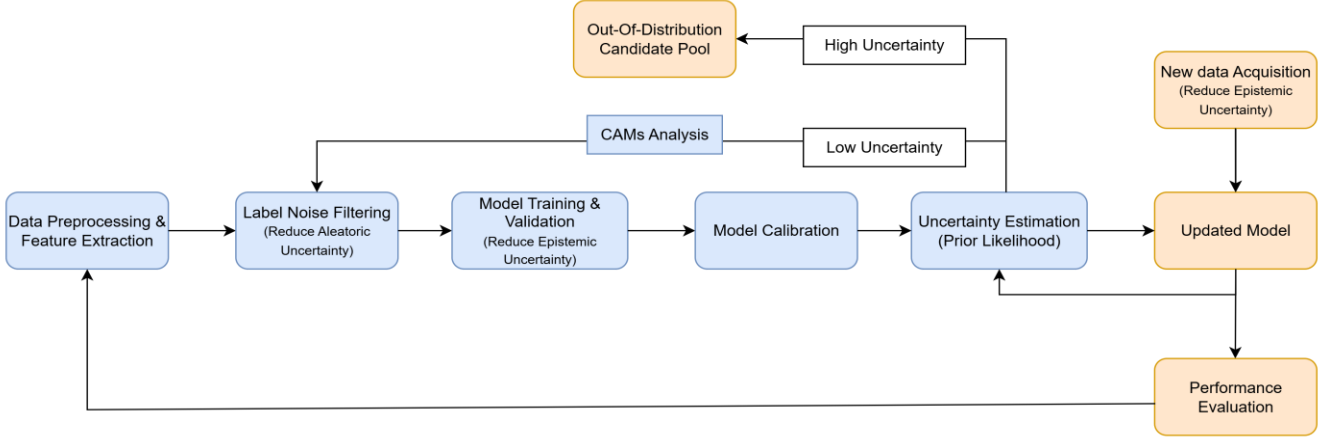 Out-Of-Distribution
Candidate Pool
High Uncertainty
New data Acquisition
(Reduce Epistemic
Uncertainty)
CAMs Analysis
Low Uncertainty
Data Preprocessing &
Feature Extraction
Label Noise Filtering
(Reduce Aleatoric
Uncertainty)
Model Training &
Validation
(Reduce Epistemic
Uncertainty)
Model Calibration
Uncertainty Estimation
(Prior Likelihood)
Updated Model
Performance
Evaluation